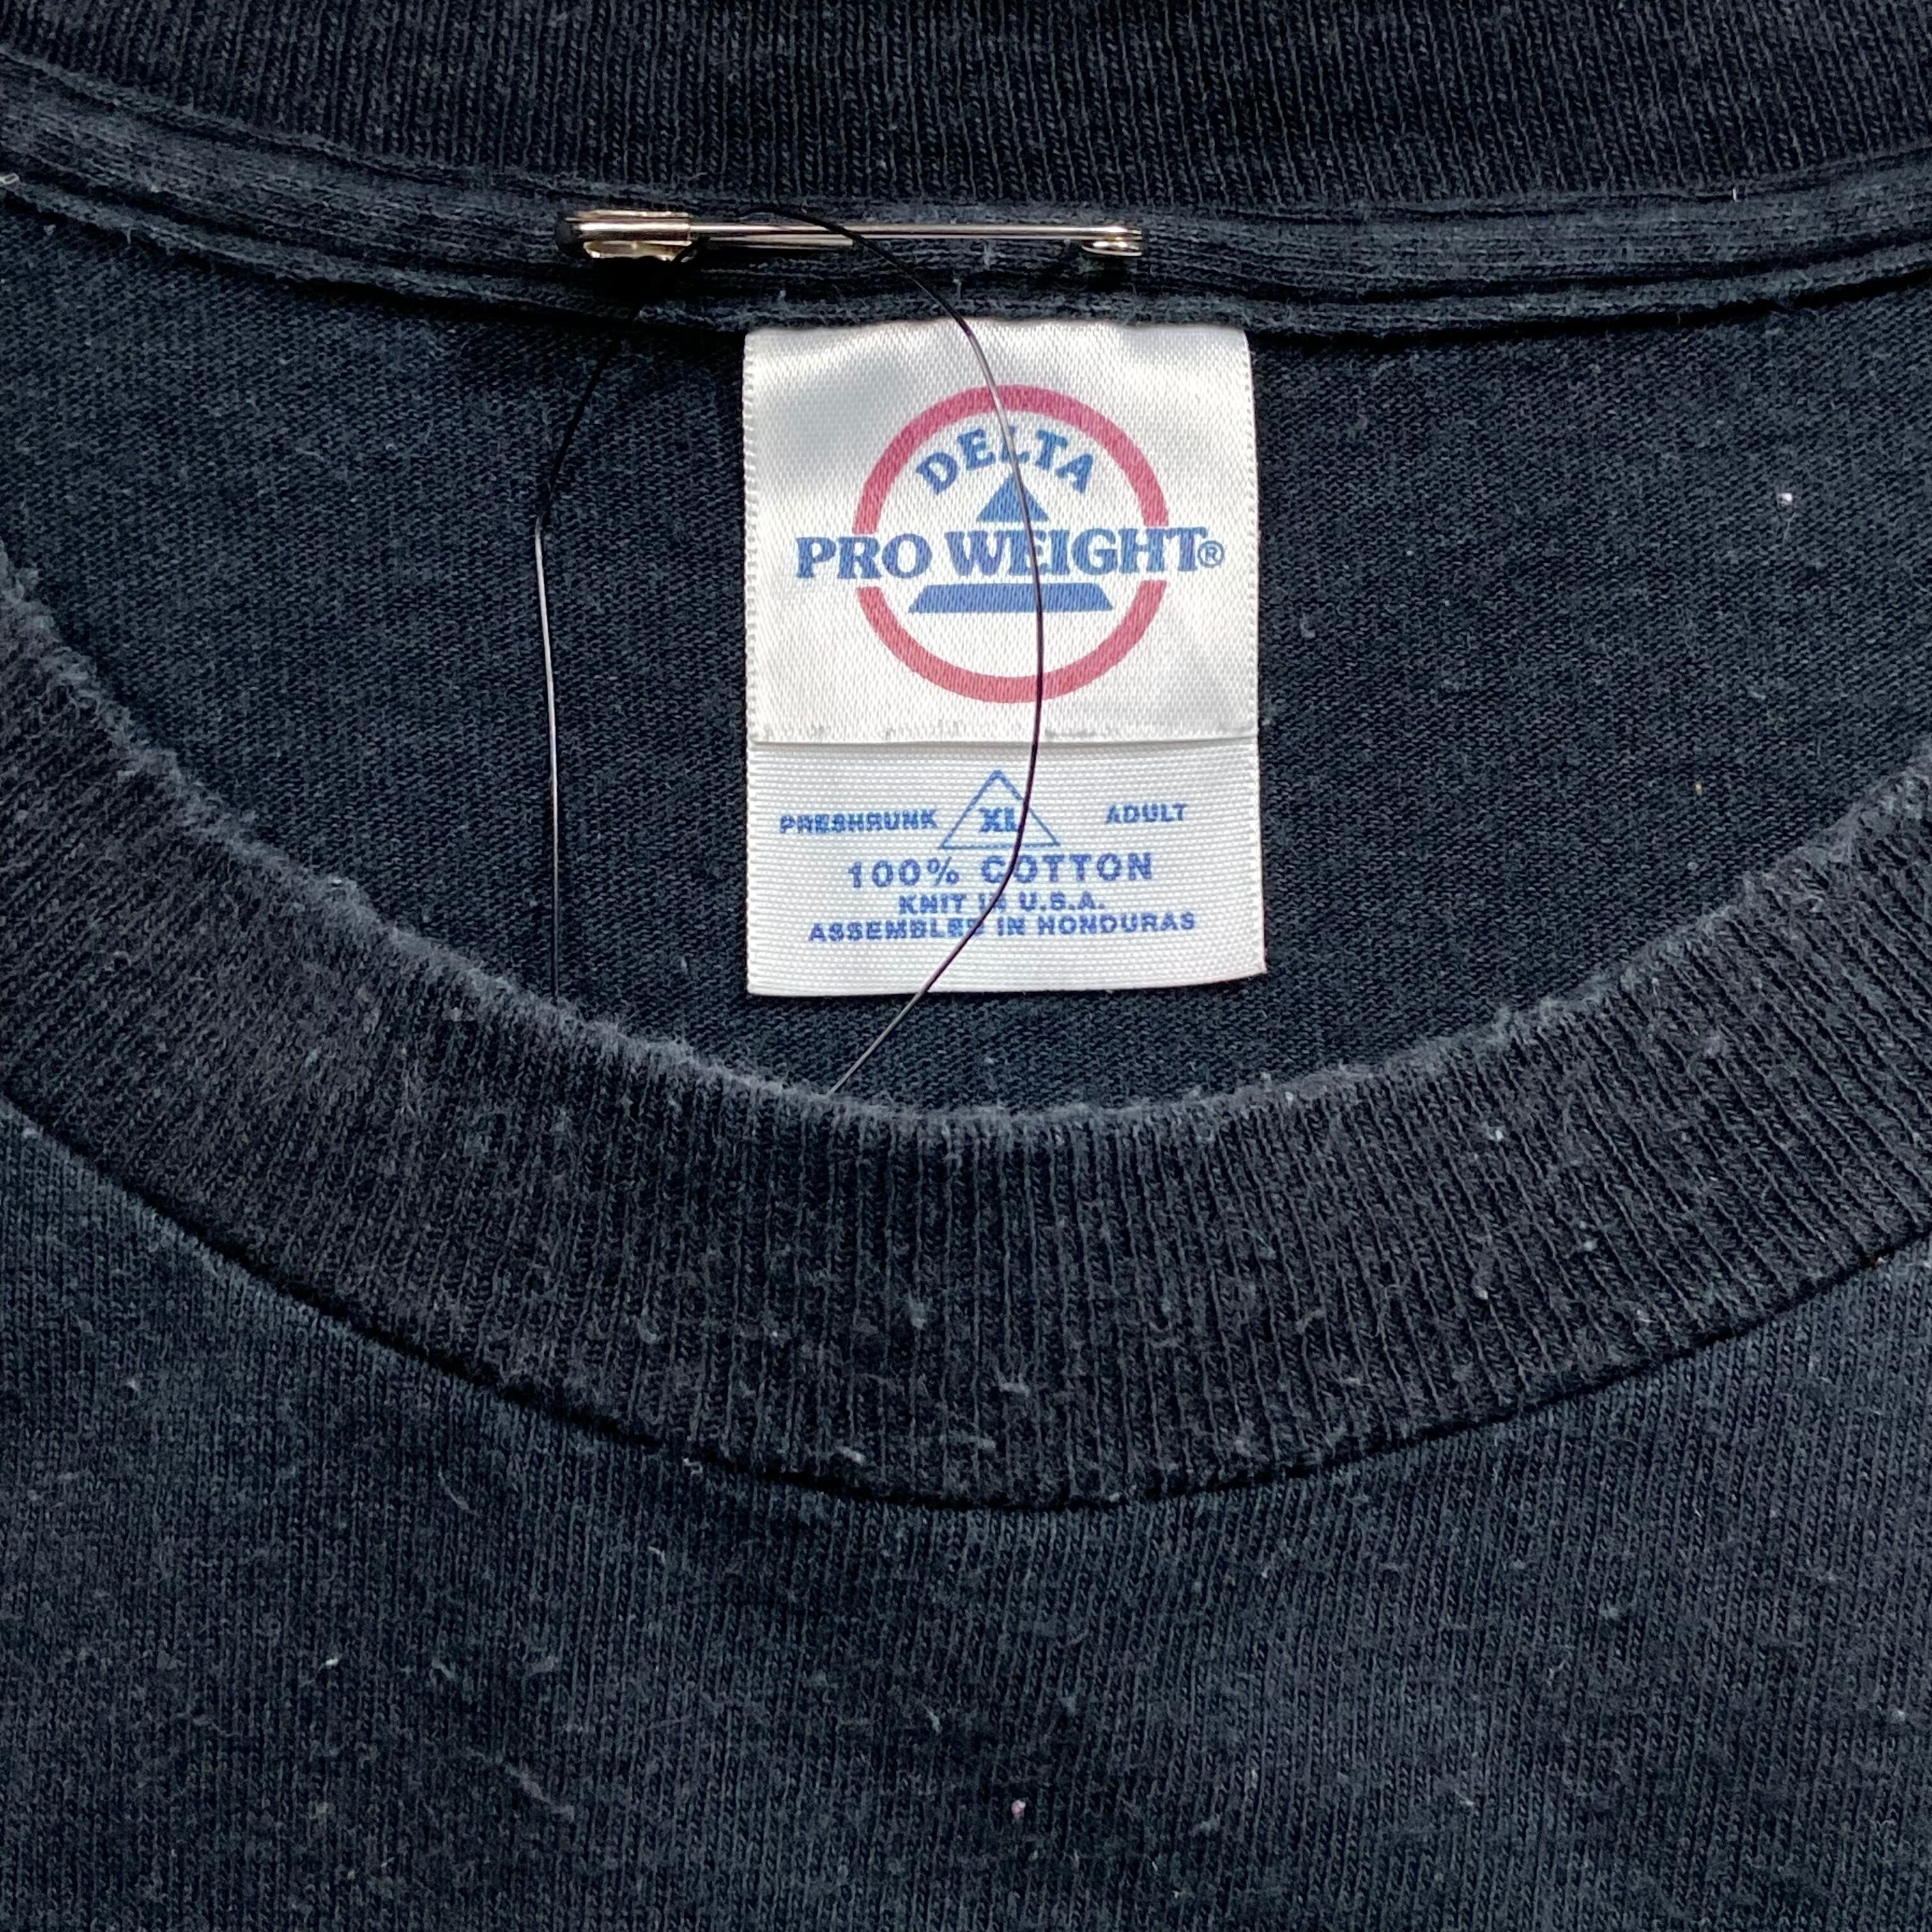 DELTA
PRO WEIGHT®
PRESHRUNK XL ADULT
100% COTTON
KNIT IN U.S.A.
ASSEMBLED IN HONDURAS